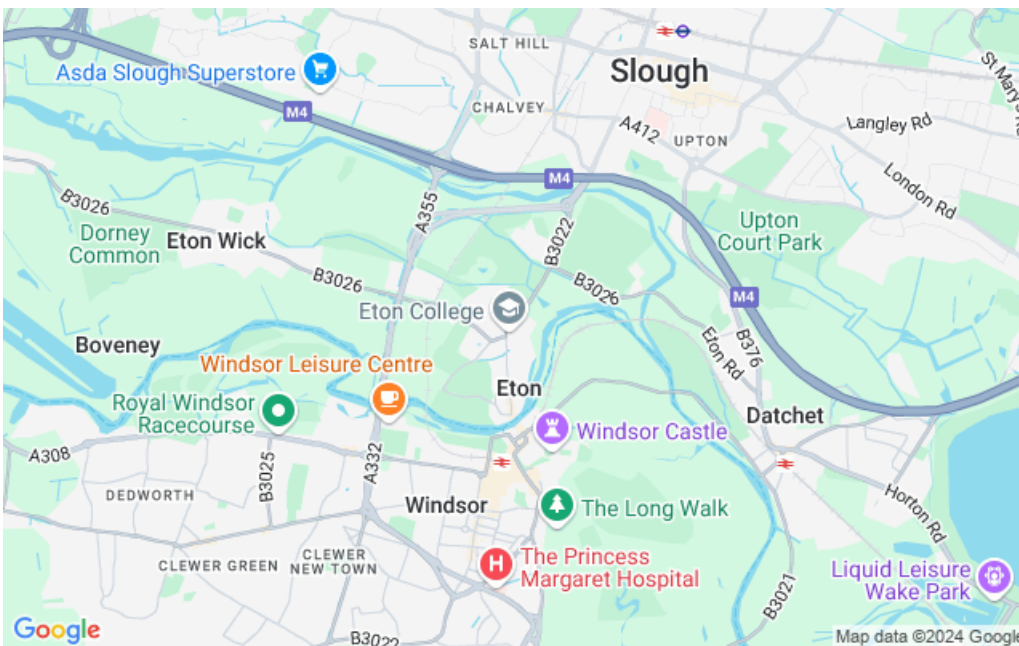 SALT HILL
Slough
Asda Slough Superstore
St Mary's
M4
CHALVEY
A412
UPTON
Langley Rd
London Rd
M4
B3026
A355
Dorney
Common
Eton Wick
B3022
Upton
Court Park
B3026
B3026
M4
Eton College
Eton Rd
B376
Boveney
Windsor Leisure Centre
Eton
Royal Windsor
Racecourse
Datchet
Windsor Castle
A308
B3025
A332
DEDWORTH
Windsor
The Long Walk
Horton Rd
CLEWER GREEN
CLEWER
NEW TOWN
H
The Princess
Margaret Hospital
Liquid Leisure
Wake Park
B3021
Google
B3022
Map data ©2024 Google